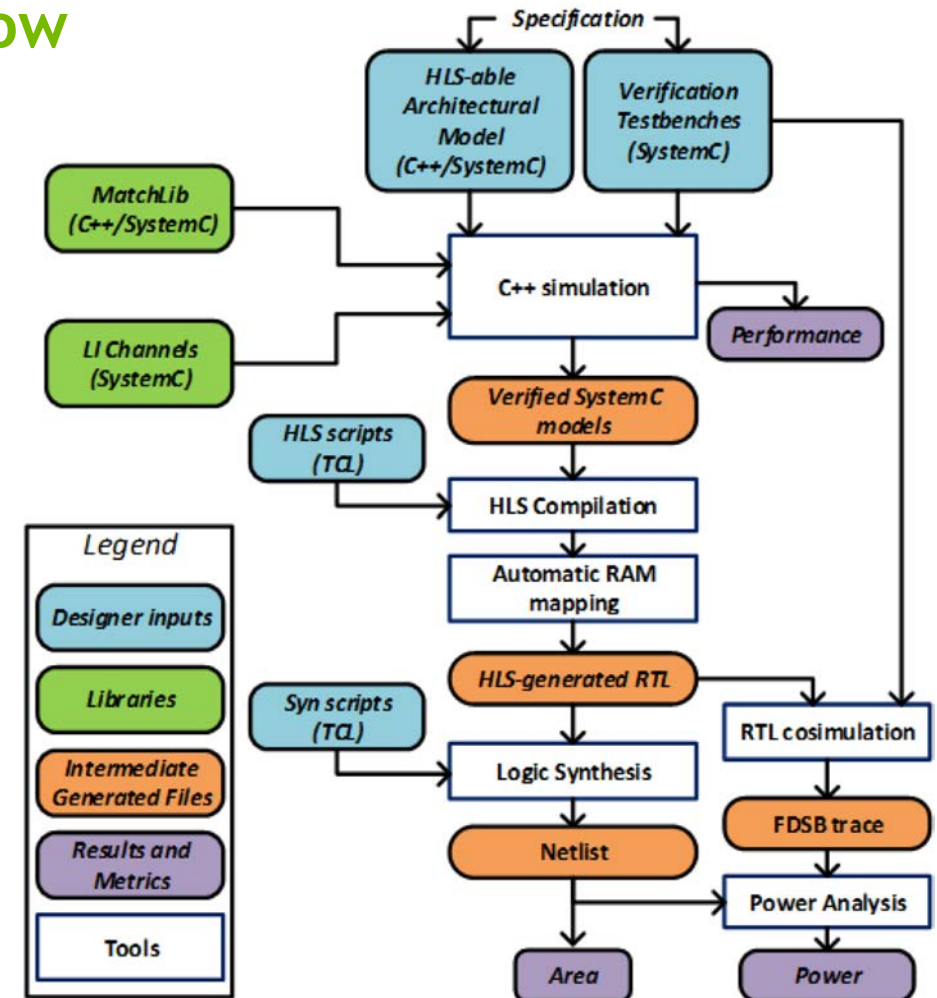 ow
Specification
HLS-able
Architectural
Model
(C++/SystemC)
Verification
Testbenches
(SystemC)
MatchLib
(C++/SystemC)
C++ simulation
Performance
LI Channels
(SystemC)
Verified SystemC
models
HLS scripts
(TCL)
HLS Compilation
Automatic RAM
mapping
HLS-generated RTL
Syn scripts
(TCL)
RTL cosimulation
Logic Synthesis
FDSB trace
Netlist
Power Analysis
Area
Power
Legend
Designer inputs
Libraries
Intermediate
Generated Files
Results and
Metrics
Tools